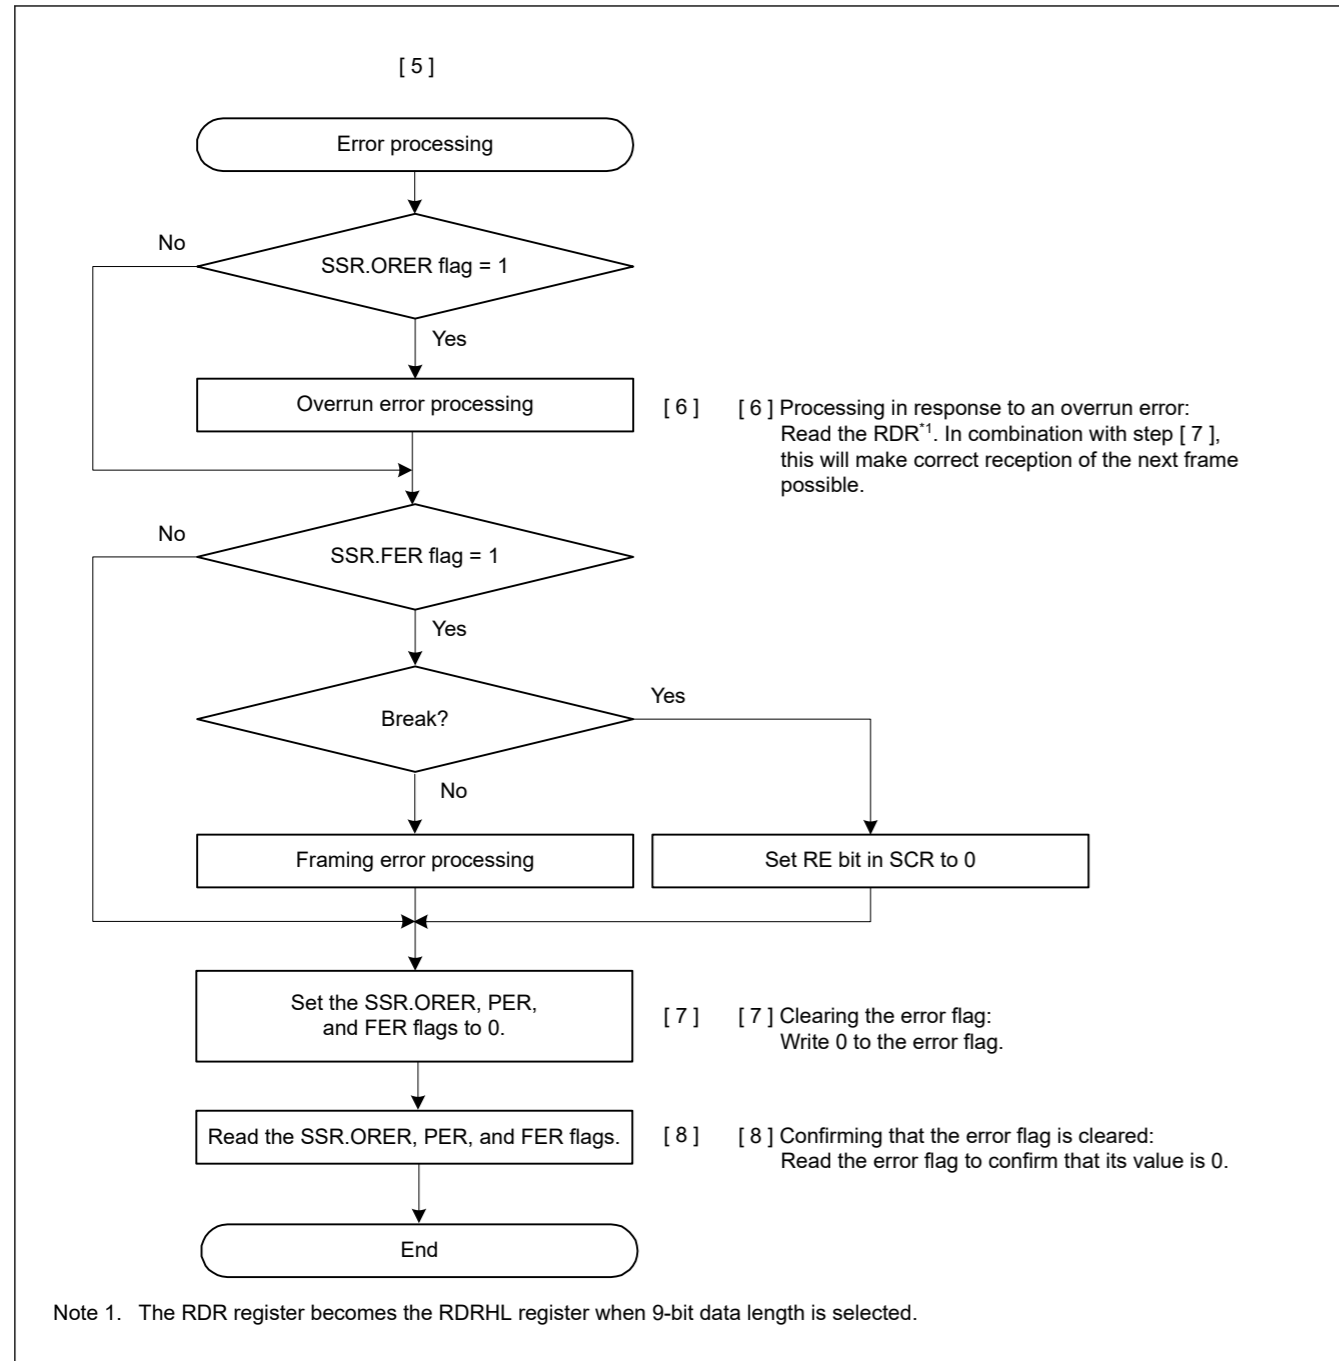 [ 5 ]
Error processing
No
SSR.ORER flag = 1
Yes
Overrun error processing
[ 6 ]
[ 6 ] Processing in response to an overrun error:
Read the RDR*1. In combination with step [ 7 ],
this will make correct reception of the next frame
possible.
No
SSR.FER flag = 1
Yes
Break?
Yes
No
Framing error processing
Set RE bit in SCR to 0
Set the SSR.ORER, PER,
and FER flags to 0.
[ 7 ]
[ 7 ] Clearing the error flag:
Write 0 to the error flag.
Read the SSR.ORER, PER, and FER flags.
[ 8 ]
[ 8 ] Confirming that the error flag is cleared:
Read the error flag to confirm that its value is 0.
End
Note 1. The RDR register becomes the RDRHL register when 9-bit data length is selected.